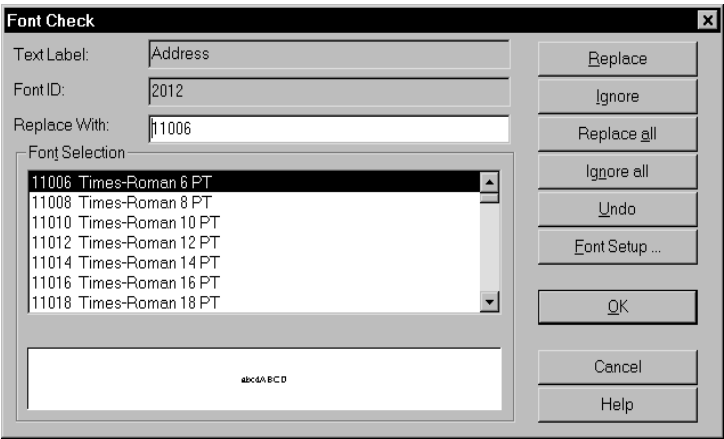 Font Check
Text Label: Address
Font ID: 2012
Replace With: 11006
Font Selection
11006 Times-Roman 6 PT
11008 Times-Roman 8 PT
11010 Times-Roman 10 PT
11012 Times-Roman 12 PT
11014 Times-Roman 14 PT
11016 Times-Roman 16 PT
11018 Times-Roman 18 PT
abcdABCD
Replace
Ignore
Replace all
Ignore all
Undo
Font Setup ...
OK
Cancel
Help